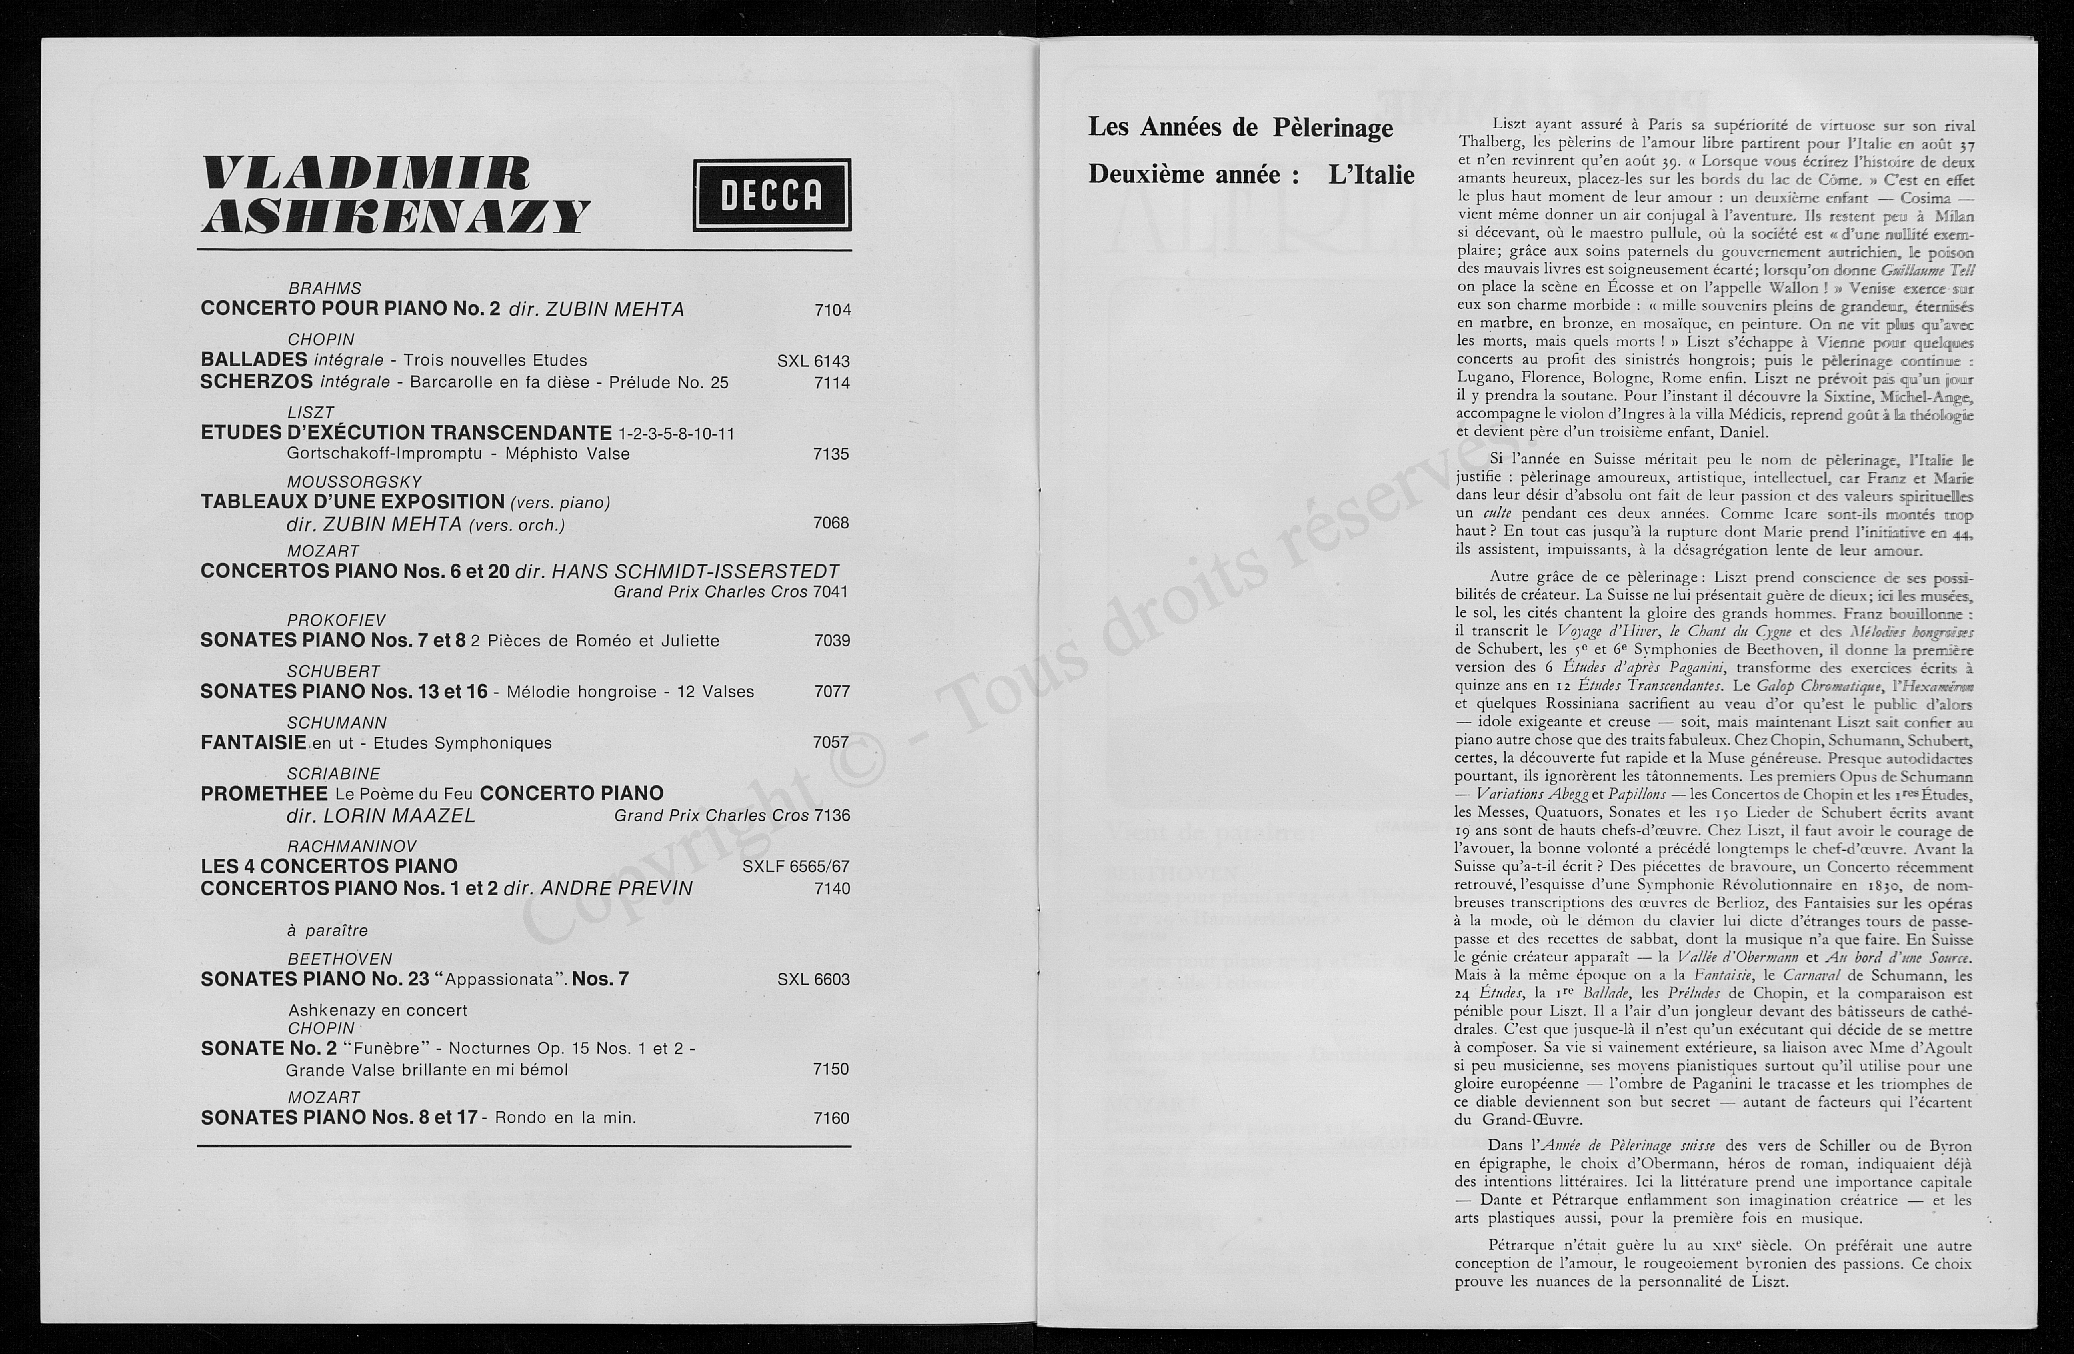 VLADIMIR
ASHKENAZY
DECCA
BRAHMS
CONCERTO POUR PIANO No. 2 dir. ZUBIN MEHTA 7104
CHOPIN
BALLADES intégrale - Trois nouvelles Etudes SXL 6143
SCHERZOS intégrale - Barcarolle en fa dièse - Prélude No. 25 7114
LISZT
ETUDES D'EXÉCUTION TRANSCENDANTE 1-2-3-5-8-10-11
Gortschakoff-Impromptu - Méphisto Valse 7135
MOUSSORGSKY
TABLEAUX D'UNE EXPOSITION (vers. piano)
dir. ZUBIN MEHTA (vers. orch.) 7068
MOZART
CONCERTOS PIANO Nos. 6 et 20 dir. HANS SCHMIDT-ISSERSTEDT
Grand Prix Charles Cros 7041
PROKOFIEV
SONATES PIANO Nos. 7 et 8 2 Pièces de Roméo et Juliette 7039
SCHUBERT
SONATES PIANO Nos. 13 et 16 - Mélodie hongroise - 12 Valses 7077
SCHUMANN
FANTAISIE en ut - Etudes Symphoniques 7057
SCRIABINE
PROMETHEE Le Poème du Feu CONCERTO PIANO
dir. LORIN MAAZEL Grand Prix Charles Cros 7136
RACHMANINOV
LES 4 CONCERTOS PIANO SXLF 6565/67
CONCERTOS PIANO Nos. 1 et 2 dir. ANDRE PREVIN 7140
à paraître
BEETHOVEN
SONATES PIANO No. 23 "Appassionata". Nos. 7 SXL 6603
Ashkenazy en concert
CHOPIN
SONATE No. 2 "Funèbre" - Nocturnes Op. 15 Nos. 1 et 2 -
Grande Valse brillante en mi bémol 7150
MOZART
SONATES PIANO Nos. 8 et 17 - Rondo en la min. 7160
Les Années de Pèlerinage
Deuxième année : L'Italie
Liszt ayant assuré à Paris sa supériorité de virtuose sur son rival
Thalberg, les pèlerins de l'amour libre partirent pour l'Italie en août 37
et n'en revinrent qu'en août 39. « Lorsque vous écrirez l'histoire de deux
amants heureux, placez-les sur les bords du lac de Côme. » C'est en effet
le plus haut moment de leur amour : un deuxième enfant — Cosima —
vient même donner un air conjugal à l'aventure. Ils restent peu à Milan
si décevant, où le maestro pullule, où la société est « d'une nullité exem-
plaire; grâce aux soins paternels du gouvernement autrichien, le poison
des mauvais livres est soigneusement écarté; lorsqu'on donne Guillaume Tell
on place la scène en Écosse et on l'appelle Wallon ! » Venise exerce sur
eux son charme morbide : « mille souvenirs pleins de grandeur, éternisés
en marbre, en bronze, en mosaïque, en peinture. On ne vit plus qu'avec
les morts, mais quels morts ! » Liszt s'échappe à Vienne pour quelques
concerts au profit des sinistrés hongrois; puis le pèlerinage continue :
Lugano, Florence, Bologne, Rome enfin. Liszt ne prévoit pas qu'un jour
il y prendra la soutane. Pour l'instant il découvre la Sixtine, Michel-Ange,
accompagne le violon d'Ingres à la villa Médicis, reprend goût à la théologie
et devient père d'un troisième enfant, Daniel.
Si l'année en Suisse méritait peu le nom de pèlerinage, l'Italie le
justifie : pèlerinage amoureux, artistique, intellectuel, car Franz et Marie
dans leur désir d'absolu ont fait de leur passion et des valeurs spirituelles
un culte pendant ces deux années. Comme Icare sont-ils montés trop
haut ? En tout cas jusqu'à la rupture dont Marie prend l'initiative en 44,
ils assistent, impuissants, à la désagrégation lente de leur amour.
Autre grâce de ce pèlerinage : Liszt prend conscience de ses possi-
bilités de créateur. La Suisse ne lui présentait guère de dieux; ici les musées,
le sol, les cités chantent la gloire des grands hommes. Franz bouillonne :
il transcrit le Voyage d'Hiver, le Chant du Cygne et des Mélodies hongroises
de Schubert, les 5e et 6e Symphonies de Beethoven, il donne la première
version des 6 Études d'après Paganini, transforme des exercices écrits à
quinze ans en 12 Études Transcendantes. Le Galop Chromatique, l'Hexaméron
et quelques Rossiniana sacrifient au veau d'or qu'est le public d'alors
— idole exigeante et creuse — soit, mais maintenant Liszt sait confier au
piano autre chose que des traits fabuleux. Chez Chopin, Schumann, Schubert,
certes, la découverte fut rapide et la Muse généreuse. Presque autodidactes
pourtant, ils ignorèrent les tâtonnements. Les premiers Opus de Schumann
— Variations Abegg et Papillons — les Concertos de Chopin et les 1res Études,
les Messes, Quatuors, Sonates et les 150 Lieder de Schubert écrits avant
19 ans sont de hauts chefs-d'œuvre. Chez Liszt, il faut avoir le courage de
l'avouer, la bonne volonté a précédé longtemps le chef-d'œuvre. Avant la
Suisse qu'a-t-il écrit ? Des piécettes de bravoure, un Concerto récemment
retrouvé, l'esquisse d'une Symphonie Révolutionnaire en 1830, de nom-
breuses transcriptions des œuvres de Berlioz, des Fantaisies sur les opéras
à la mode, où le démon du clavier lui dicte d'étranges tours de passe-
passe et des recettes de sabbat, dont la musique n'a que faire. En Suisse
le génie créateur apparaît — la Vallée d'Obermann et Au bord d'une Source.
Mais à la même époque on a la Fantaisie, le Carnaval de Schumann, les
24 Études, la 1re Ballade, les Préludes de Chopin, et la comparaison est
pénible pour Liszt. Il a l'air d'un jongleur devant des bâtisseurs de cathé-
drales. C'est que jusque-là il n'est qu'un exécutant qui décide de se mettre
à composer. Sa vie si vainement extérieure, sa liaison avec Mme d'Agoult
si peu musicienne, ses moyens pianistiques surtout qu'il utilise pour une
gloire européenne — l'ombre de Paganini le tracasse et les triomphes de
ce diable deviennent son but secret — autant de facteurs qui l'écartent
du Grand-Œuvre.
Dans l'Année de Pèlerinage suisse des vers de Schiller ou de Byron
en épigraphe, le choix d'Obermann, héros de roman, indiquaient déjà
des intentions littéraires. Ici la littérature prend une importance capitale
— Dante et Pétrarque enflamment son imagination créatrice — et les
arts plastiques aussi, pour la première fois en musique.
Pétrarque n'était guère lu au XIXe siècle. On préférait une autre
conception de l'amour, le rougeoiement byronien des passions. Ce choix
prouve les nuances de la personnalité de Liszt.
Copyright © - Tous droits réservés.